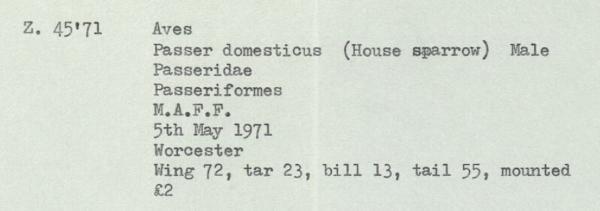 Z. 45'71 Aves
Passer domesticus (House sparrow) Male
Passeridae
Passeriformes
M.A.F.F.
5th May 1971
Worcester
Wing 72, tar 23, bill 13, tail 55, mounted
£2